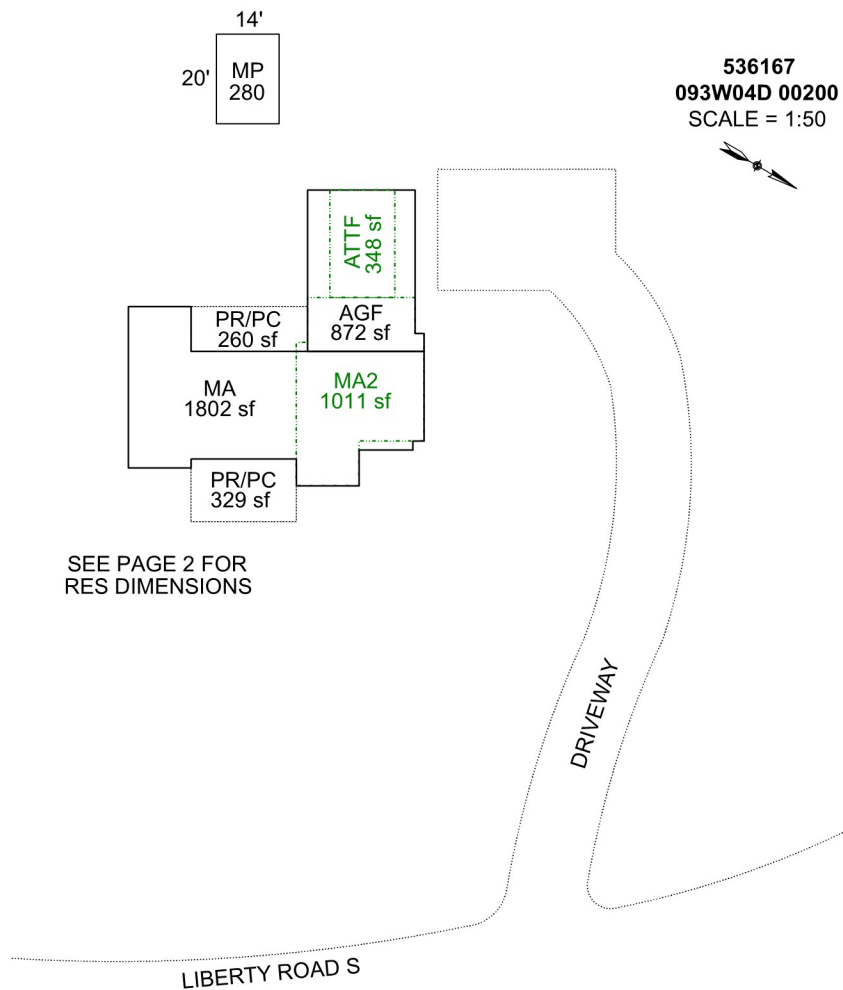 14'
20'
MP
280
536167
093W04D 00200
SCALE = 1:50
ATTF
348 sf
PR/PC
260 sf
AGF
872 sf
MA
1802 sf
MA2
1011 sf
PR/PC
329 sf
SEE PAGE 2 FOR
RES DIMENSIONS
DRIVEWAY
LIBERTY ROAD S